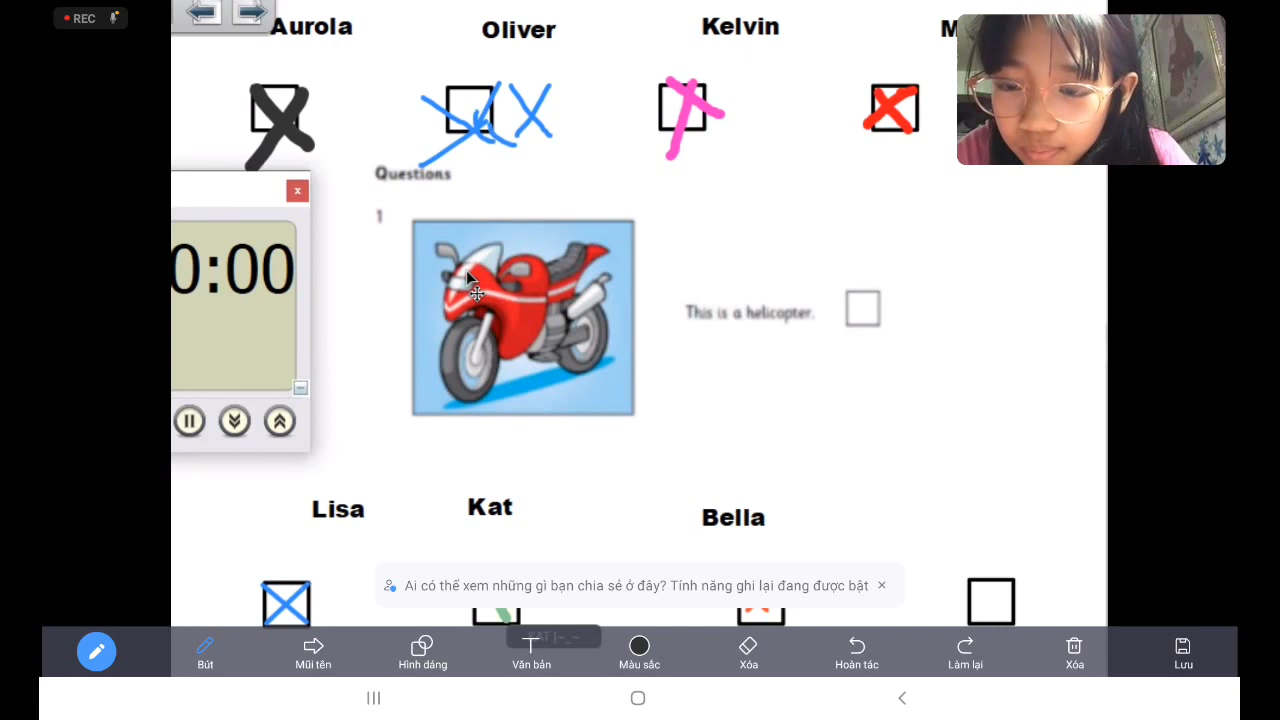 REC
Aurola
Oliver
Kelvin
M
x
Questions
1
0:00
This is a helicopter.
Lisa
Kat
Bella
Ai có thể xem những gì bạn chia sẻ ở đây? Tính năng ghi lại đang được bật ×
Bút
Mũi tên
Hình dáng
Văn bản
Màu sắc
Xóa
Hoàn tác
Làm lại
Xóa
Lưu